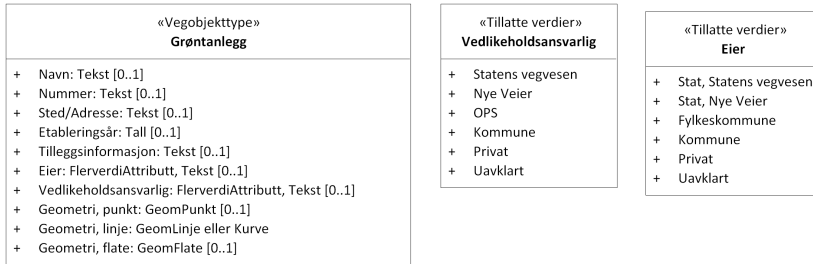 «Vegobjekttype»
Grøntanlegg
+ Navn: Tekst [0..1]
+ Nummer: Tekst [0..1]
+ Sted/Adresse: Tekst [0..1]
+ Etableringsår: Tall [0..1]
+ Tilleggsinformasjon: Tekst [0..1]
+ Eier: FlerverdiAttributt, Tekst [0..1]
+ Vedlikeholdsansvarlig: FlerverdiAttributt, Tekst [0..1]
+ Geometri, punkt: GeomPunkt [0..1]
+ Geometri, linje: GeomLinje eller Kurve
+ Geometri, flate: GeomFlate [0..1]
«Tillatte verdier»
Vedlikeholdsansvarlig
+ Statens vegvesen
+ Nye Veier
+ OPS
+ Kommune
+ Privat
+ Uavklart
«Tillatte verdier»
Eier
+ Stat, Statens vegvesen
+ Stat, Nye Veier
+ Fylkeskommune
+ Kommune
+ Privat
+ Uavklart